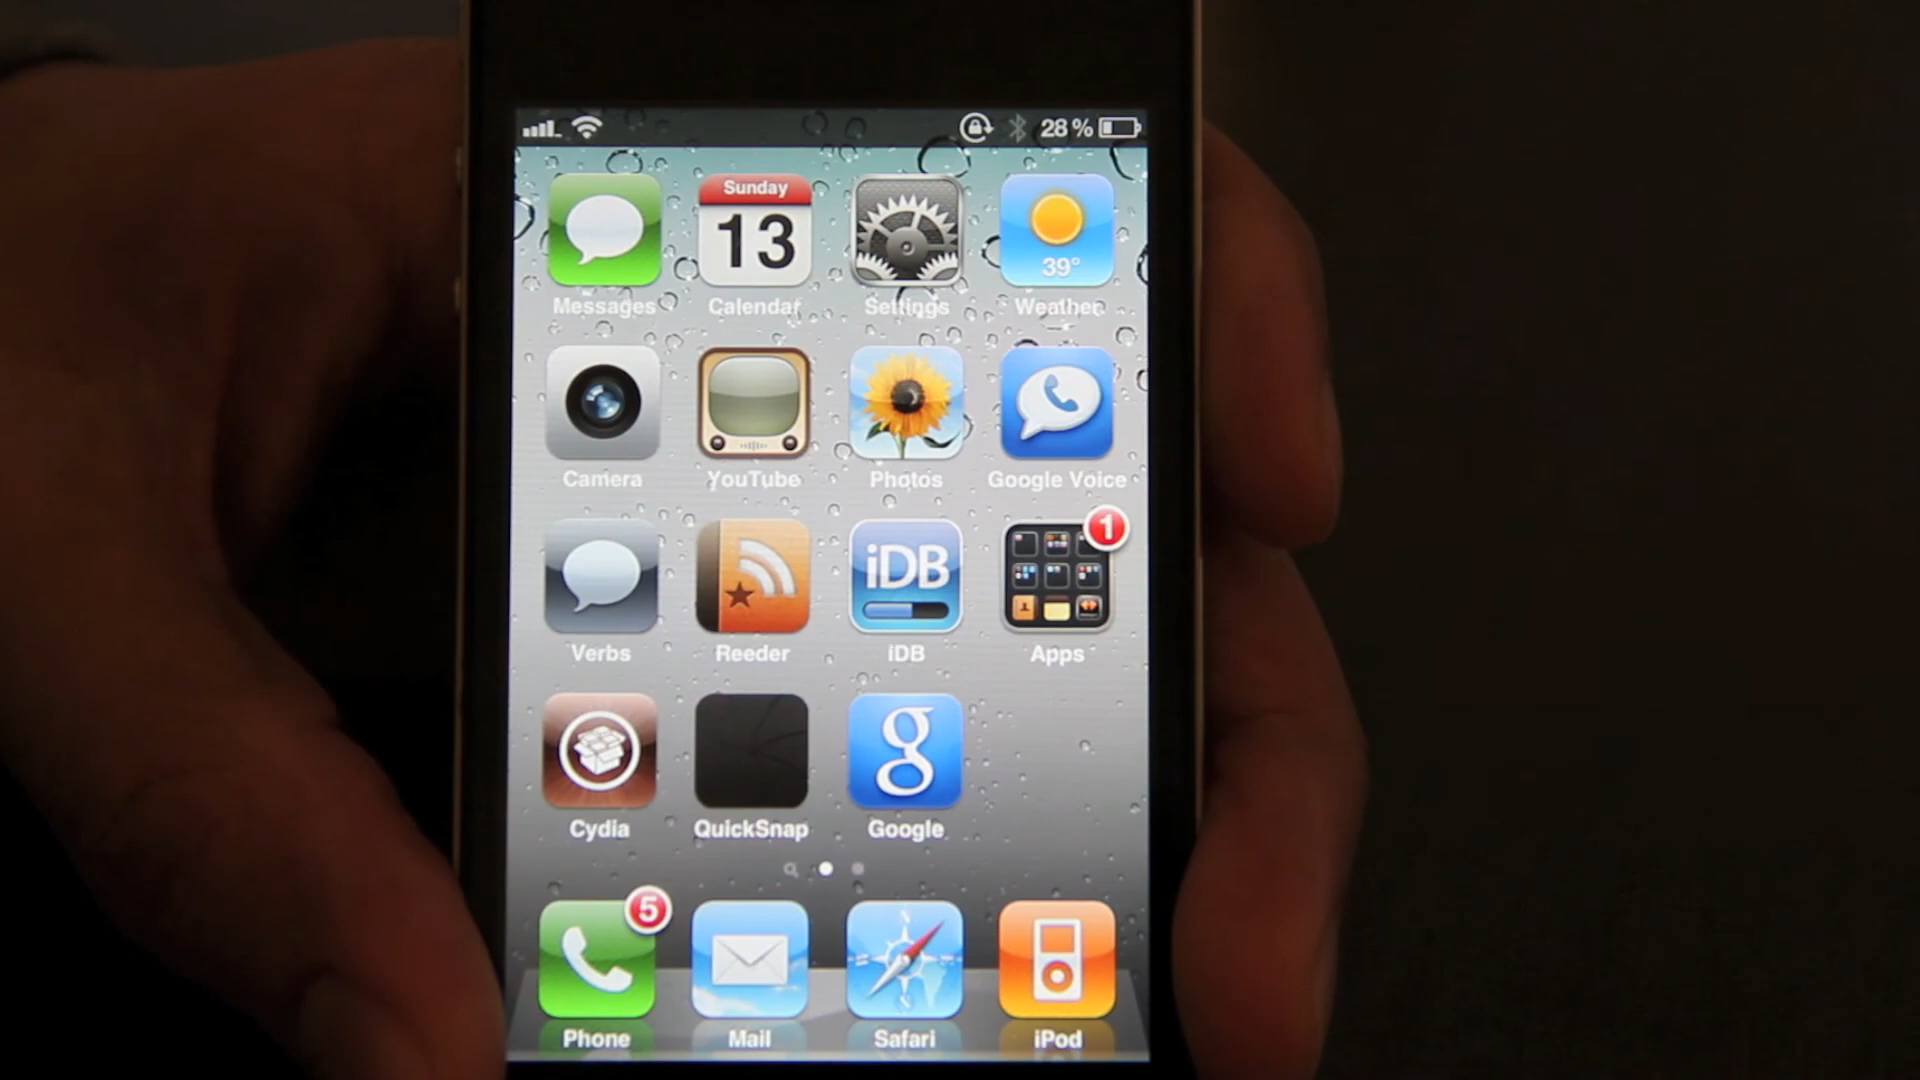 28 %
Sunday
13
39°
Messages
Calendar
Settings
Weather
Camera
YouTube
Photos
Google Voice
iDB
1
Verbs
Reeder
iDB
Apps
g
Cydia
QuickSnap
Google
5
N
S
Phone
Mail
Safari
iPod